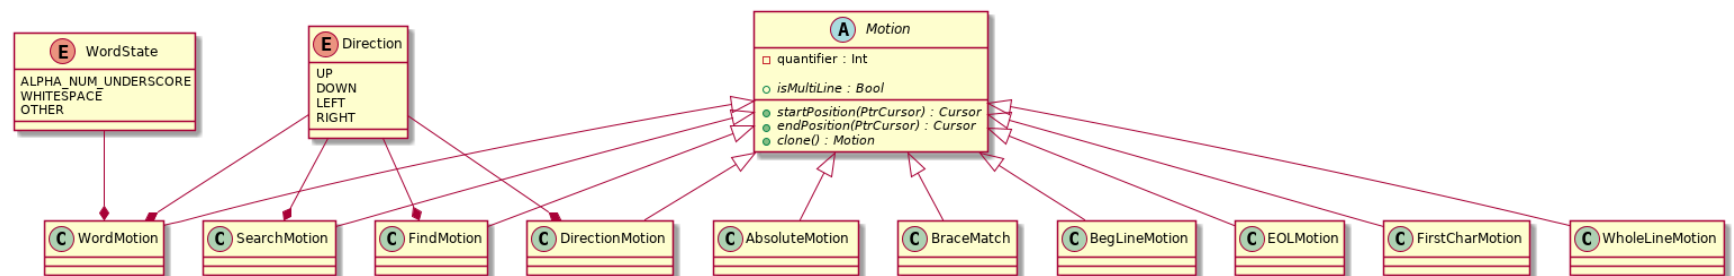 E WordState
ALPHA_NUM_UNDERSCORE
WHITESPACE
OTHER
E Direction
UP
DOWN
LEFT
RIGHT
A Motion
quantifier : Int
isMultiLine : Bool
startPosition(PtrCursor) : Cursor
endPosition(PtrCursor) : Cursor
clone() : Motion
C WordMotion
C SearchMotion
C FindMotion
C DirectionMotion
C AbsoluteMotion
C BraceMatch
C BegLineMotion
C EOLMotion
C FirstCharMotion
C WholeLineMotion